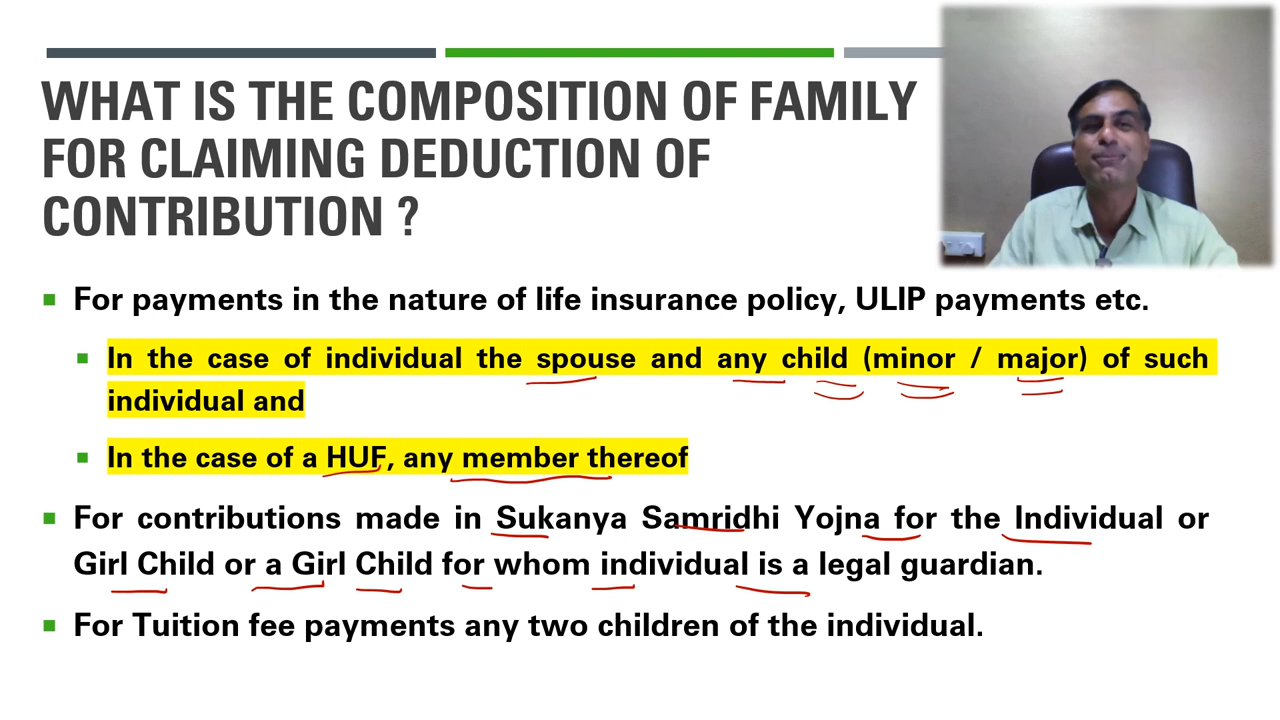 WHAT IS THE COMPOSITION OF FAMILY
FOR CLAIMING DEDUCTION OF
CONTRIBUTION ?
For payments in the nature of life insurance policy, ULIP payments etc.
In the case of individual the spouse and any child (minor / major) of such
individual and
In the case of a HUF, any member thereof
For contributions made in Sukanya Samridhi Yojna for the Individual or
Girl Child or a Girl Child for whom individual is a legal guardian.
For Tuition fee payments any two children of the individual.